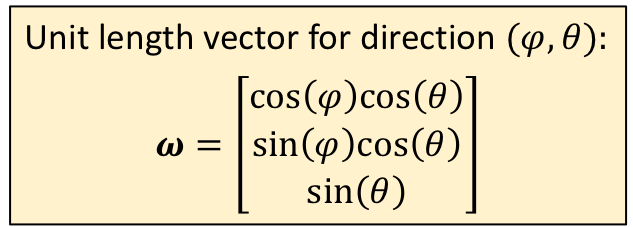 Unit length vector for direction (φ, θ):
cos(φ)cos(θ)
𝝎 = sin(φ)cos(θ)
sin(θ)